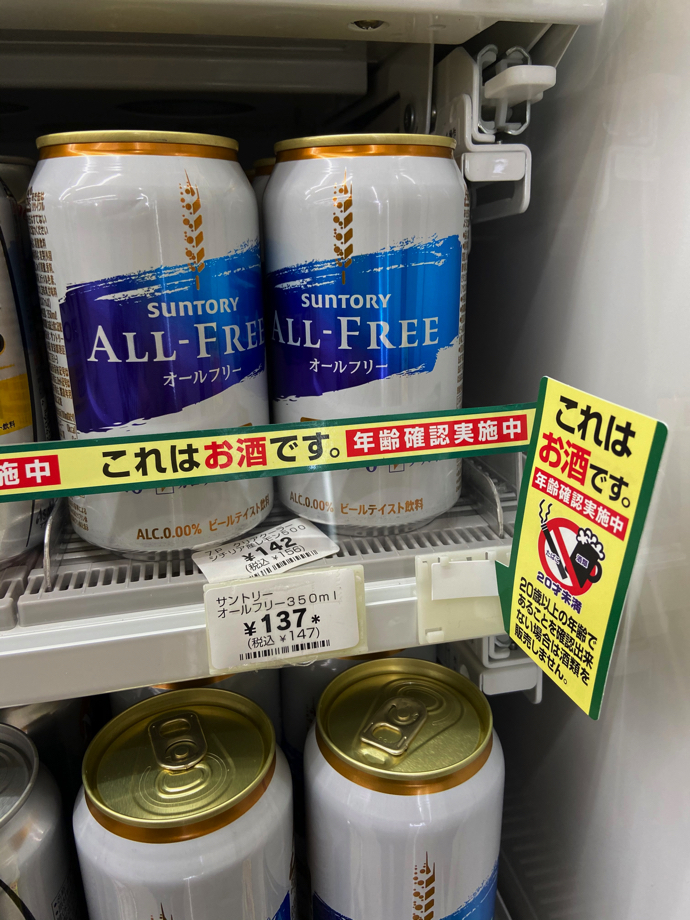 SUNTORY
ALL-FREE
オールフリー
SUNTORY
ALL-FREE
オールフリー
施中
これはお酒です。
年齢確認実施中
ALC.0.00% ビールテイスト飲料
ALC.0.00% ビールテイスト飲料
これは
お酒です。
年齢確認実施中
酒類
20才未満
20歳以上の年齢で
あることを確認出来
ない場合は酒類を
販売しません。
¥142
(税込 ¥156)
サントリー
オールフリー350ml
¥137*
(税込 ¥147)